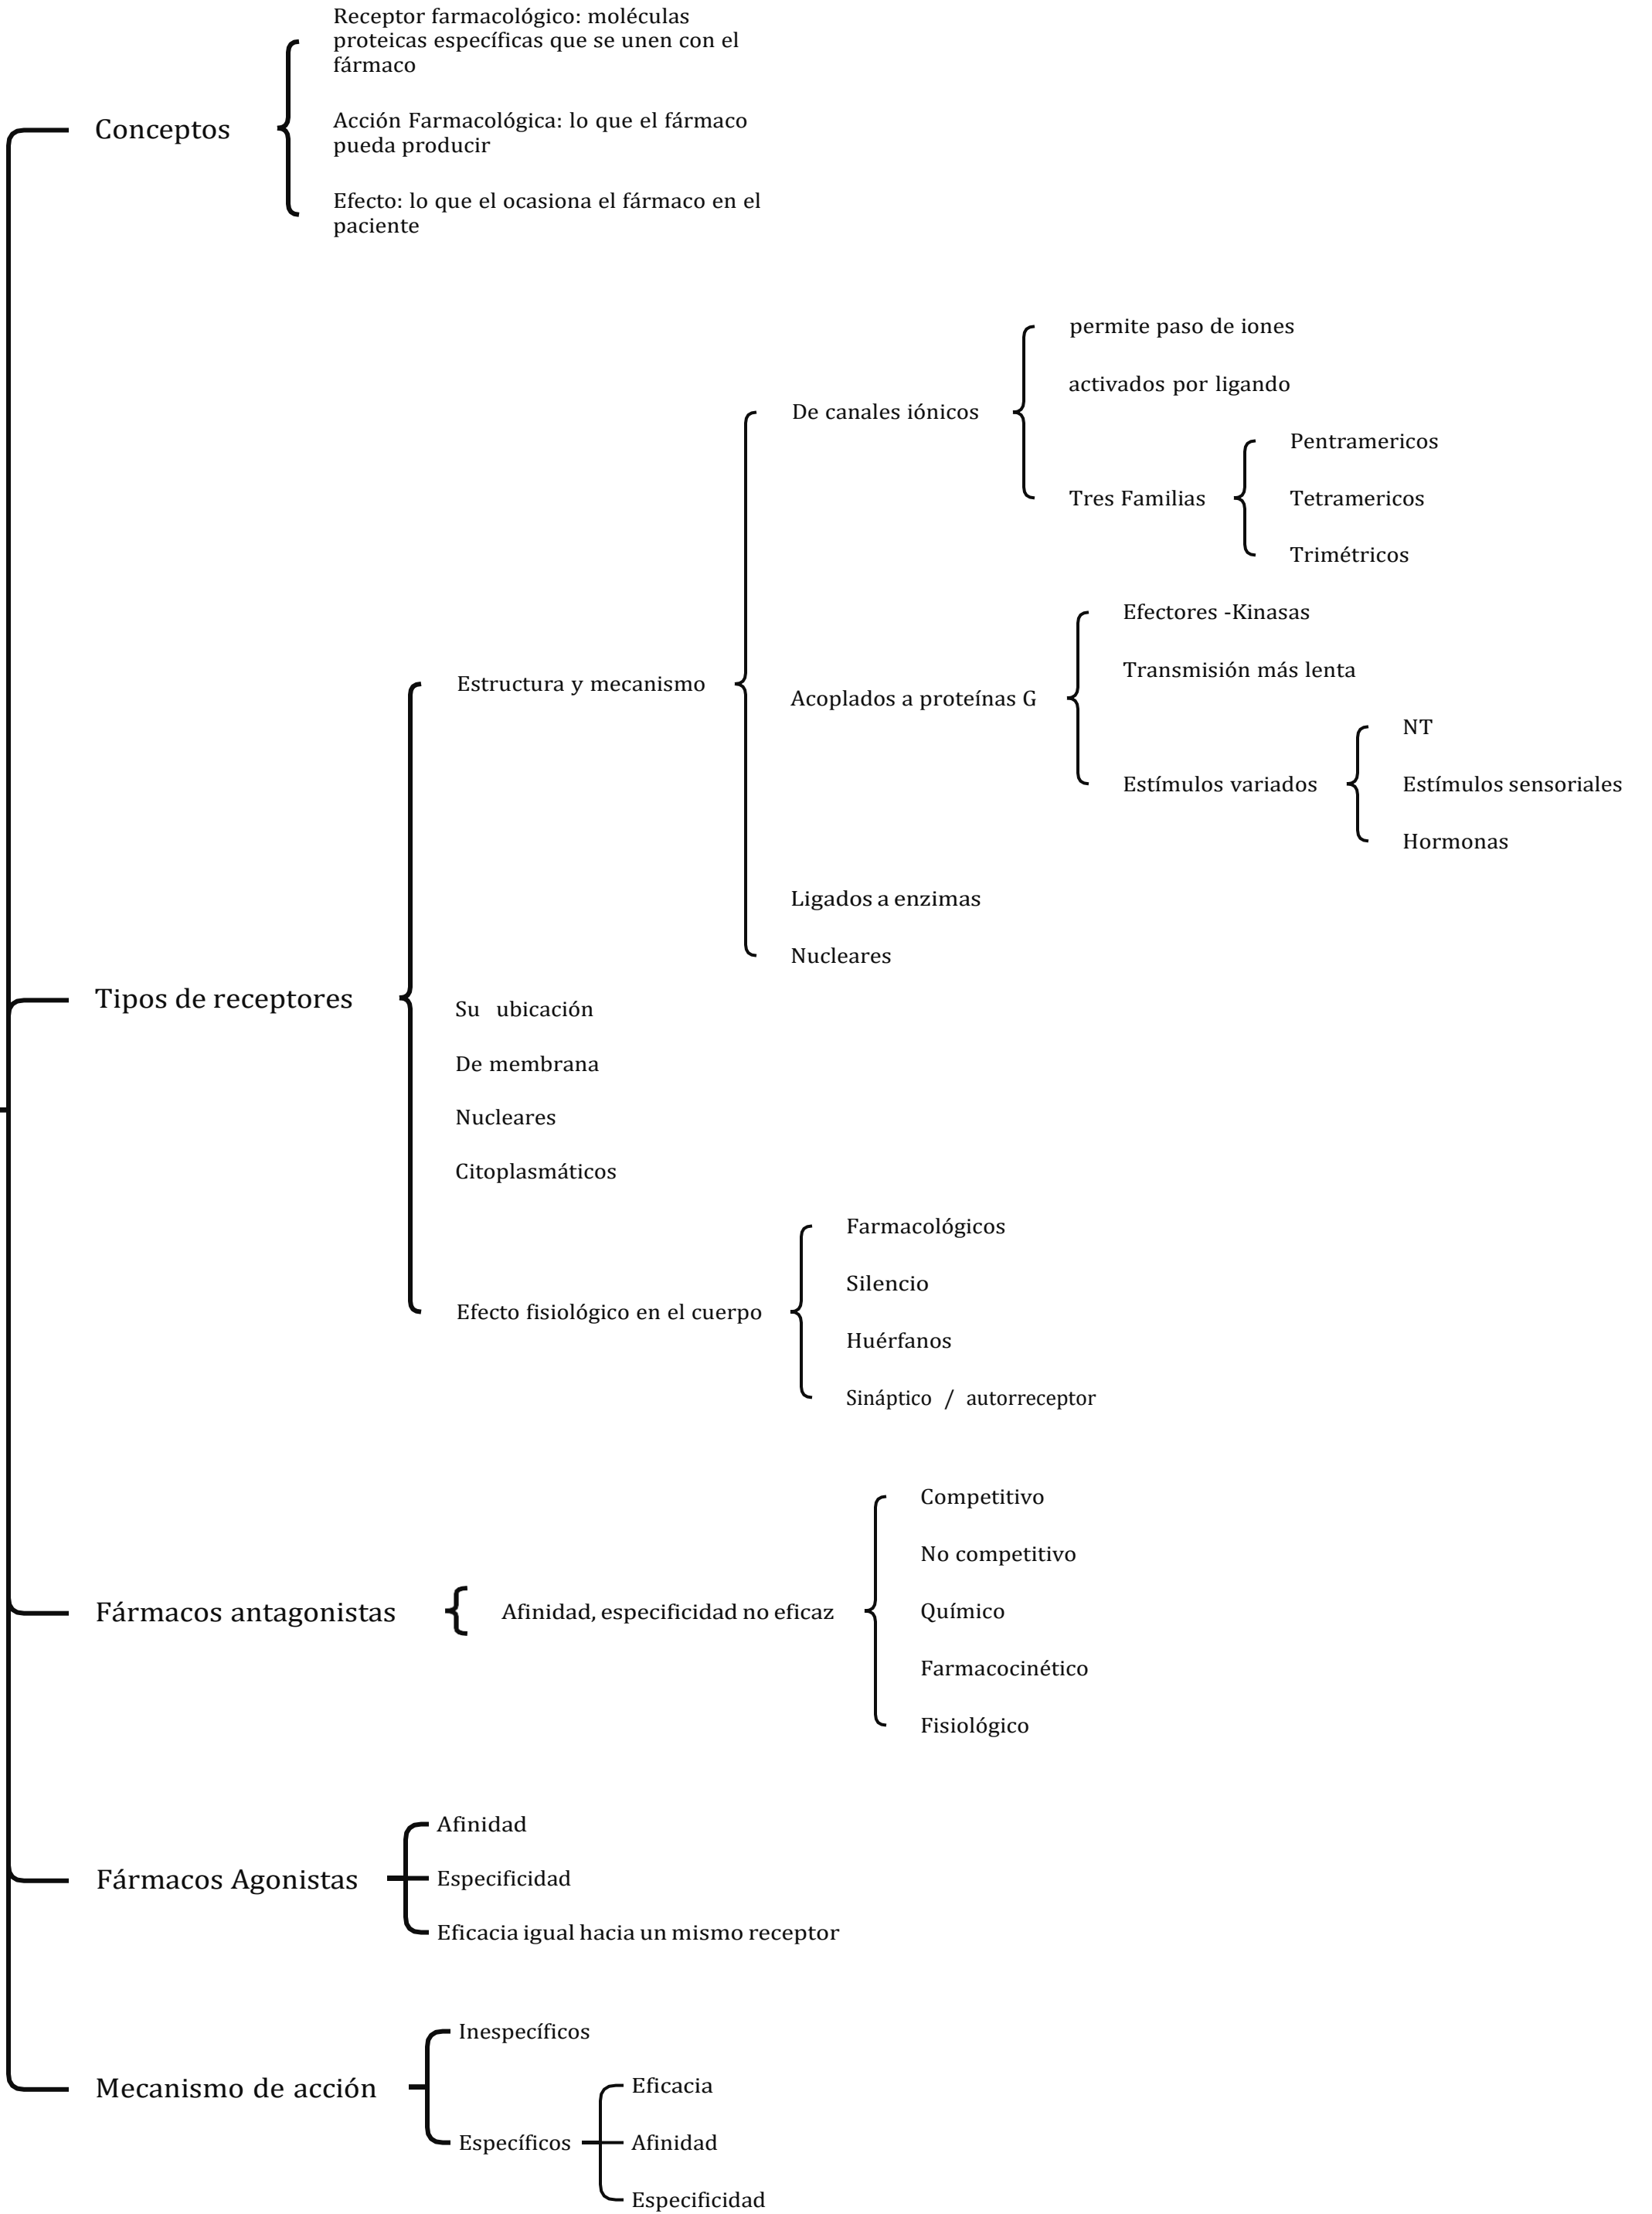 Receptor farmacológico: moléculas
proteicas específicas que se unen con el
fármaco
Conceptos
Acción Farmacológica: lo que el fármaco
pueda producir
Efecto: lo que el ocasiona el fármaco en el
paciente
permite paso de iones
activados por ligando
De canales iónicos
Pentramericos
Tres Familias
Tetramericos
Trimétricos
Efectores -Kinasas
Transmisión más lenta
Estructura y mecanismo
Acoplados a proteínas G
NT
Estímulos variados
Estímulos sensoriales
Hormonas
Ligados a enzimas
Nucleares
Tipos de receptores
Su ubicación
De membrana
Nucleares
Citoplasmáticos
Farmacológicos
Silencio
Efecto fisiológico en el cuerpo
Huérfanos
Sináptico / autorreceptor
Competitivo
No competitivo
Fármacos antagonistas
Afinidad, especificidad no eficaz
Químico
Farmacocinético
Fisiológico
Afinidad
Fármacos Agonistas
Especificidad
Eficacia igual hacia un mismo receptor
Inespecíficos
Mecanismo de acción
Eficacia
Específicos
Afinidad
Especificidad